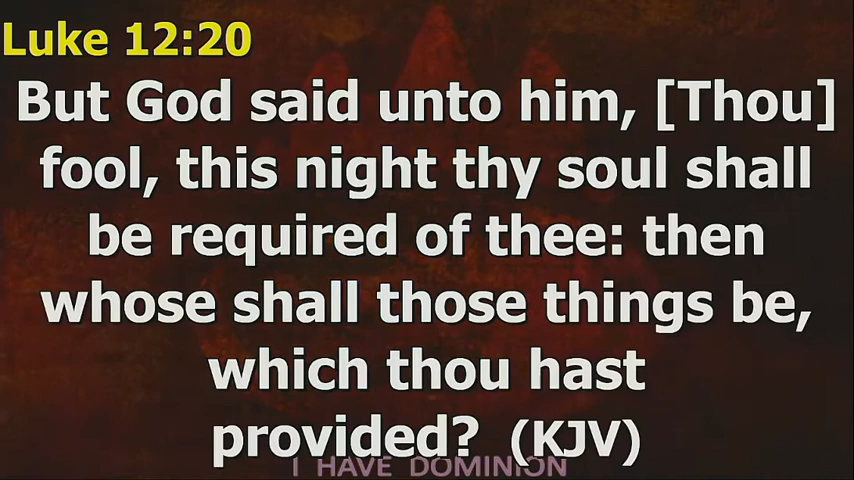 Luke 12:20
But God said unto him, [Thou]
fool, this night thy soul shall
be required of thee: then
whose shall those things be,
which thou hast
provided? (KJV)
I HAVE DOMINION